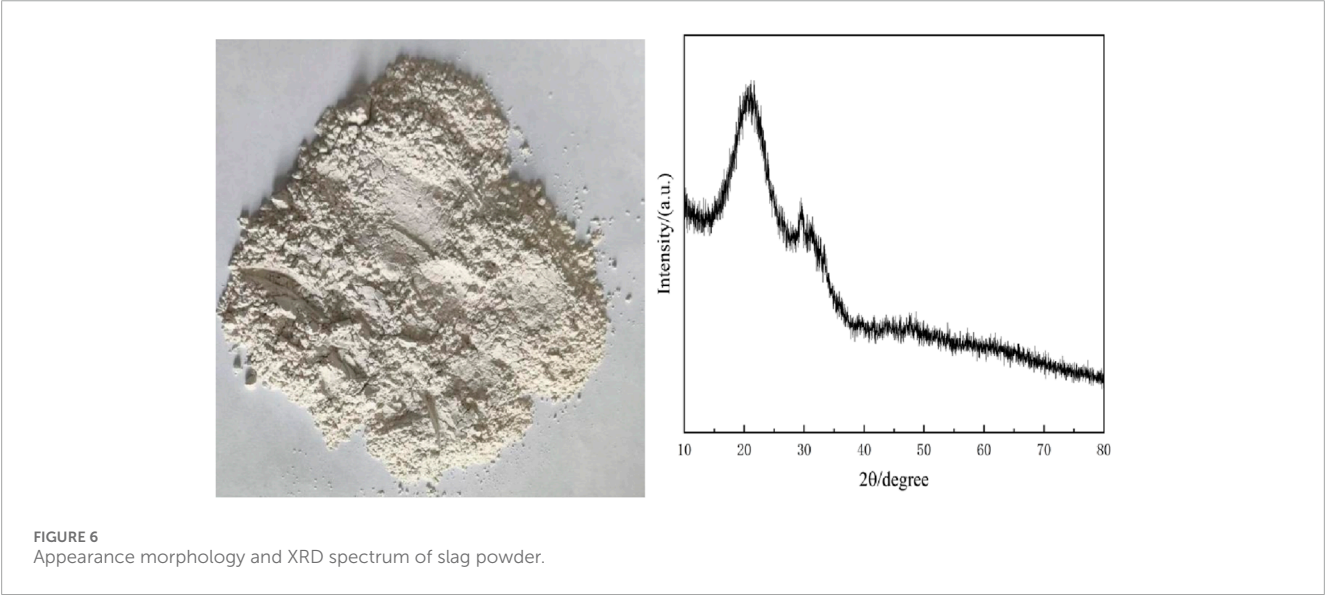 Intensity/(a.u.)
10 20 30 40 50 60 70 80
2θ/degree
FIGURE 6
Appearance morphology and XRD spectrum of slag powder.